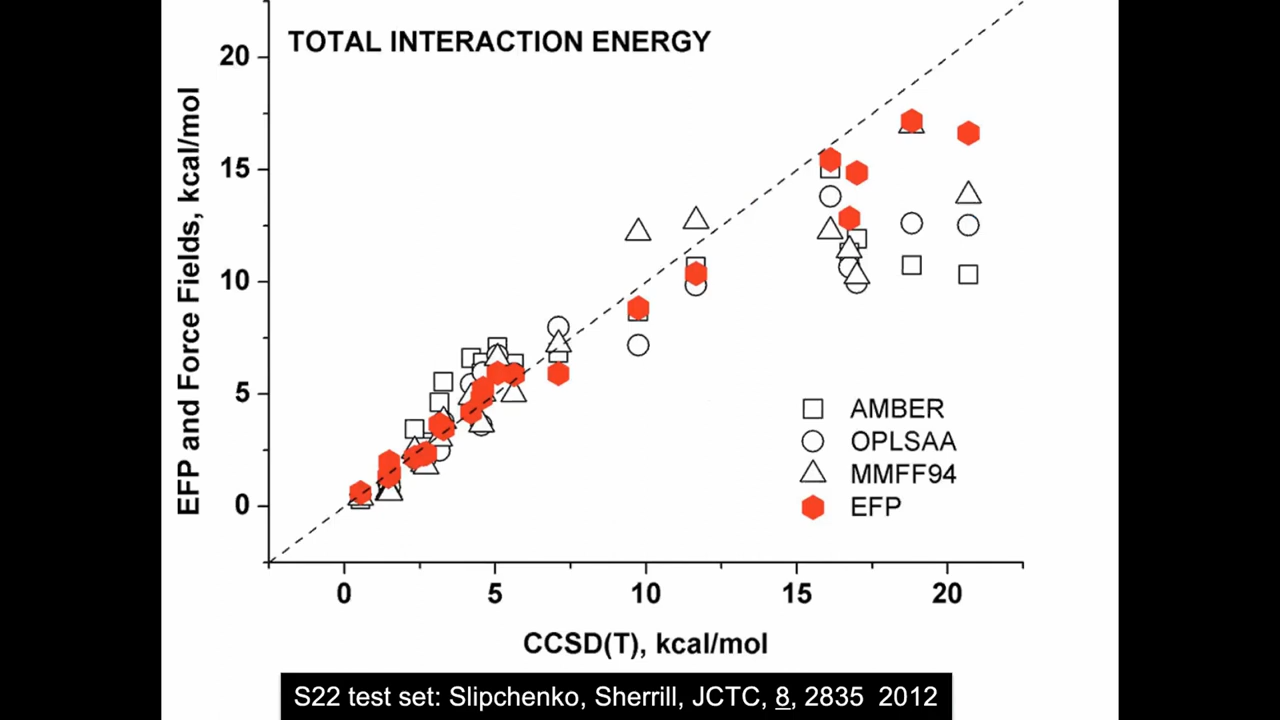 TOTAL INTERACTION ENERGY
EFP and Force Fields, kcal/mol
20
15
10
5
0
AMBER
OPLSAA
MMFF94
EFP
0 5 10 15 20
CCSD(T), kcal/mol
S22 test set: Slipchenko, Sherrill, JCTC, 8, 2835 2012